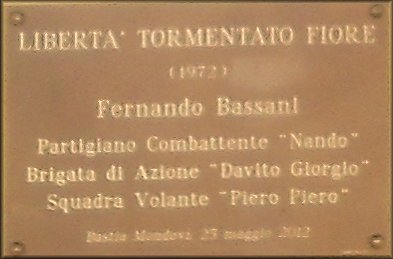 LIBERTA' TORMENTATO FIORE
(1972)
Fernando Bassani
Partigiano Combattente "Nando"
Brigata di Azione "Davito Giorgio"
Squadra Volante "Piero Piero"
Bastia Mondovì, 25 maggio 2012